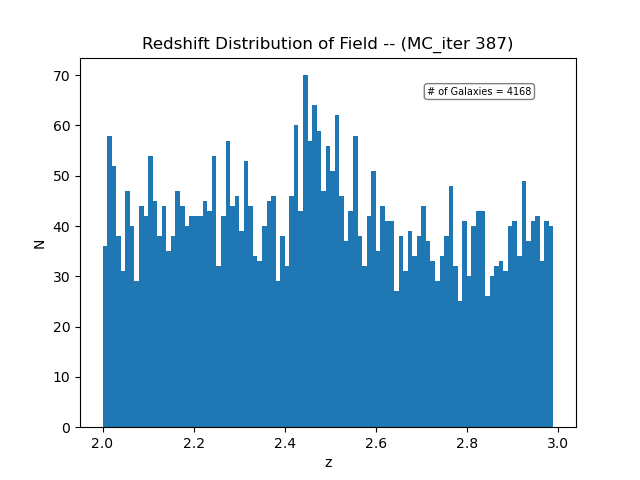 Redshift Distribution of Field -- (MC_iter 387)
# of Galaxies = 4168
N
70
60
50
40
30
20
10
0
2.0 2.2 2.4 2.6 2.8 3.0
z